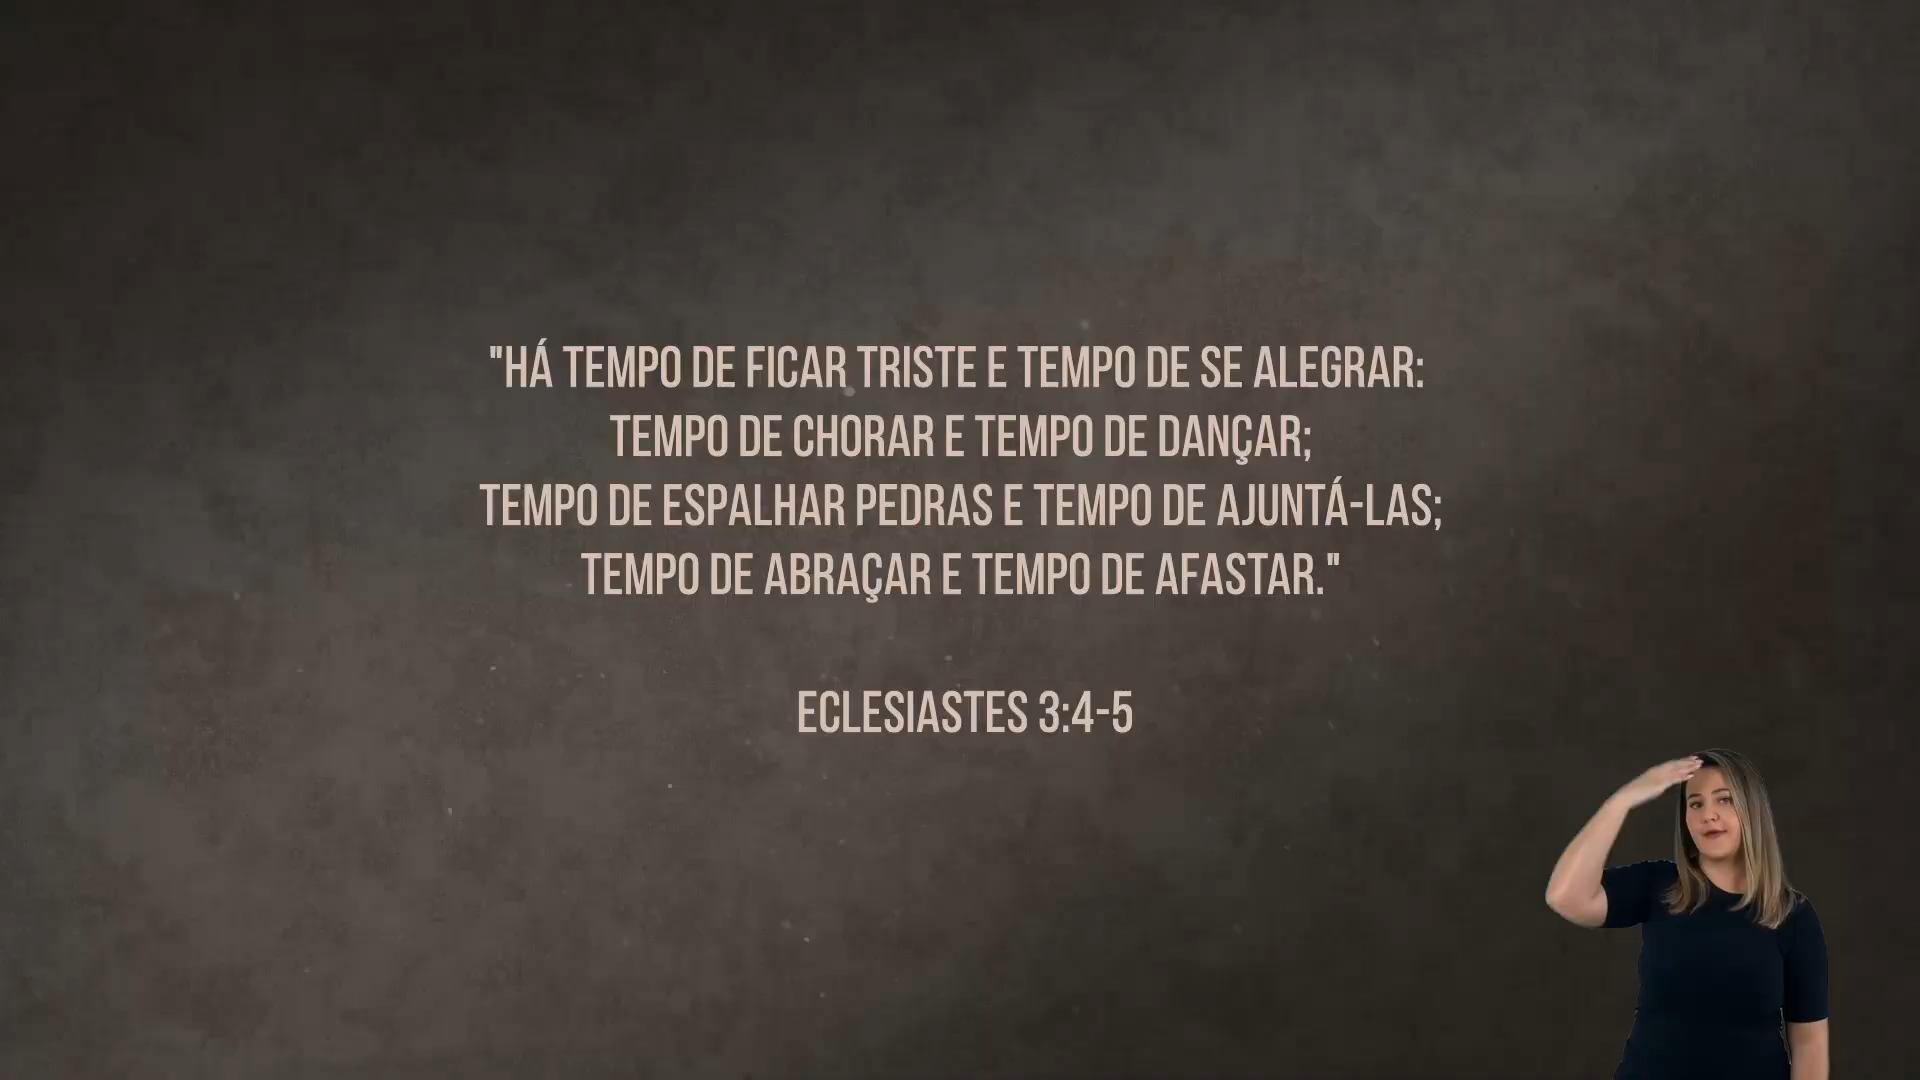 "HÁ TEMPO DE FICAR TRISTE E TEMPO DE SE ALEGRAR:
TEMPO DE CHORAR E TEMPO DE DANÇAR;
TEMPO DE ESPALHAR PEDRAS E TEMPO DE AJUNTÁ-LAS;
TEMPO DE ABRAÇAR E TEMPO DE AFASTAR."
ECLESIASTES 3:4-5